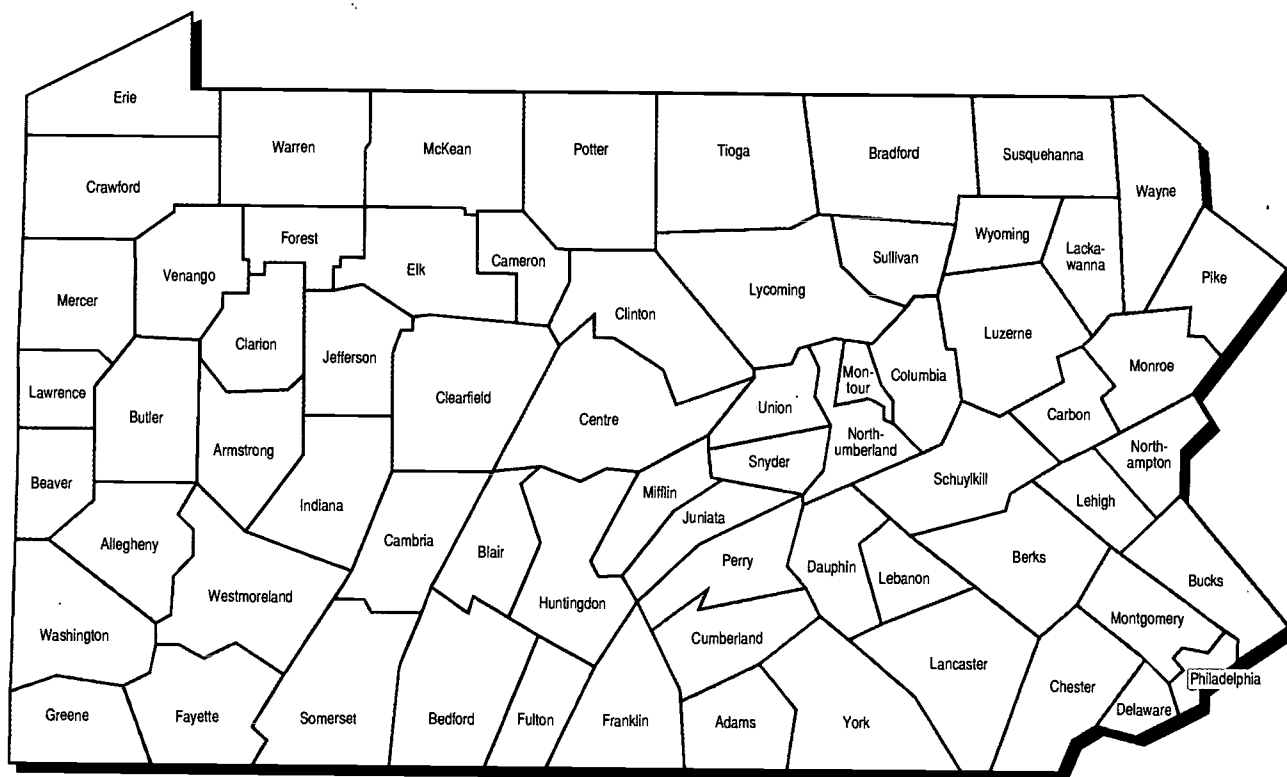 Erie
Warren
McKean
Potter
Tioga
Bradford
Susquehanna
Wayne
Crawford
Forest
Elk
Cameron
Sullivan
Wyoming
Lacka-
wanna
Pike
Venango
Mercer
Clinton
Lycoming
Luzerne
Clarion
Jefferson
Monroe
Lawrence
Butler
Clearfield
Centre
Union
Mon-
tour
Columbia
Carbon
Armstrong
North-
umberland
North-
ampton
Beaver
Indiana
Snyder
Schuylkill
Mifflin
Lehigh
Juniata
Allegheny
Cambria
Blair
Perry
Dauphin
Lebanon
Berks
Bucks
Westmoreland
Huntingdon
Washington
Cumberland
Montgomery
Lancaster
Chester
Philadelphia
Delaware
Greene
Fayette
Somerset
Bedford
Fulton
Franklin
Adams
York